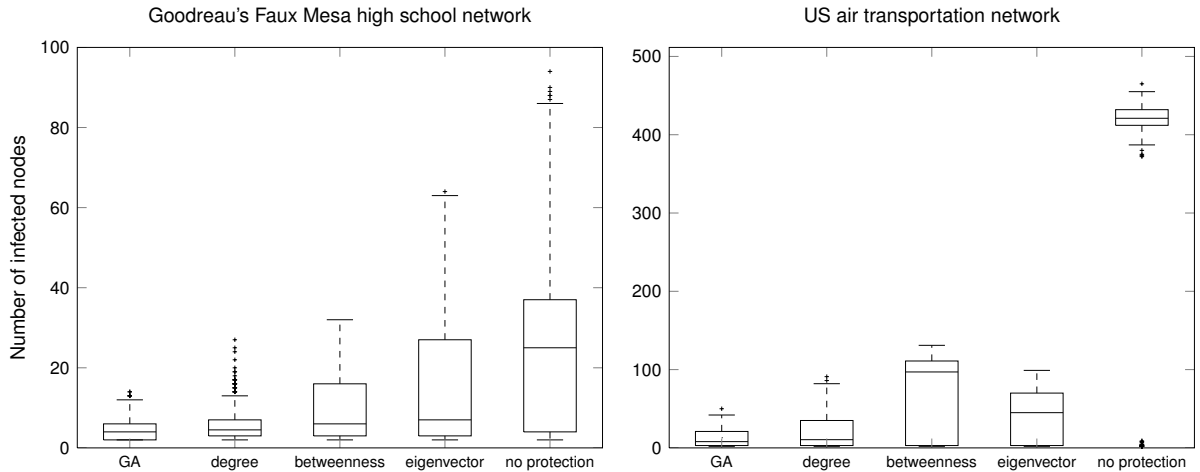 Goodreau's Faux Mesa high school network
US air transportation network
Number of infected nodes
100
80
60
40
20
0
GA degree betweenness eigenvector no protection
500
400
300
200
100
0
GA degree betweenness eigenvector no protection